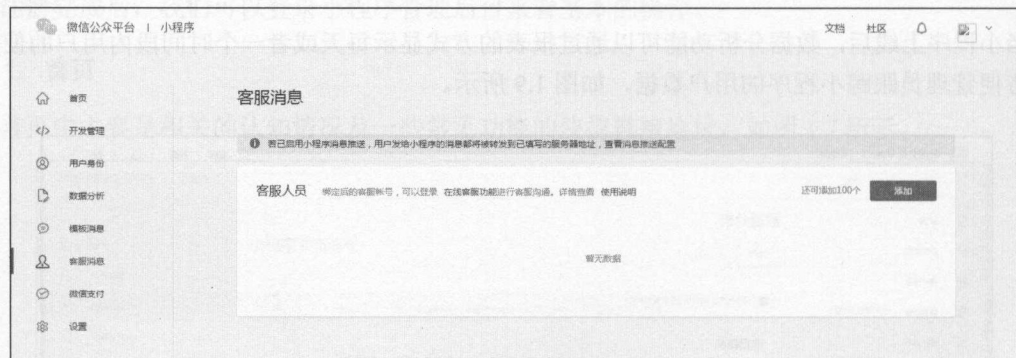 微信公众平台 | 小程序
文档 社区
首页
开发管理
用户身份
数据分析
模板消息
客服消息
微信支付
设置
客服消息
若已启用小程序消息推送，用户发给小程序的消息都将被转发到已填写的服务器地址，查看消息推送配置
客服人员 绑定后的客服帐号，可以登录 在线客服功能进行客服沟通。详情查看 使用说明
还可添加100个 添加
暂无数据